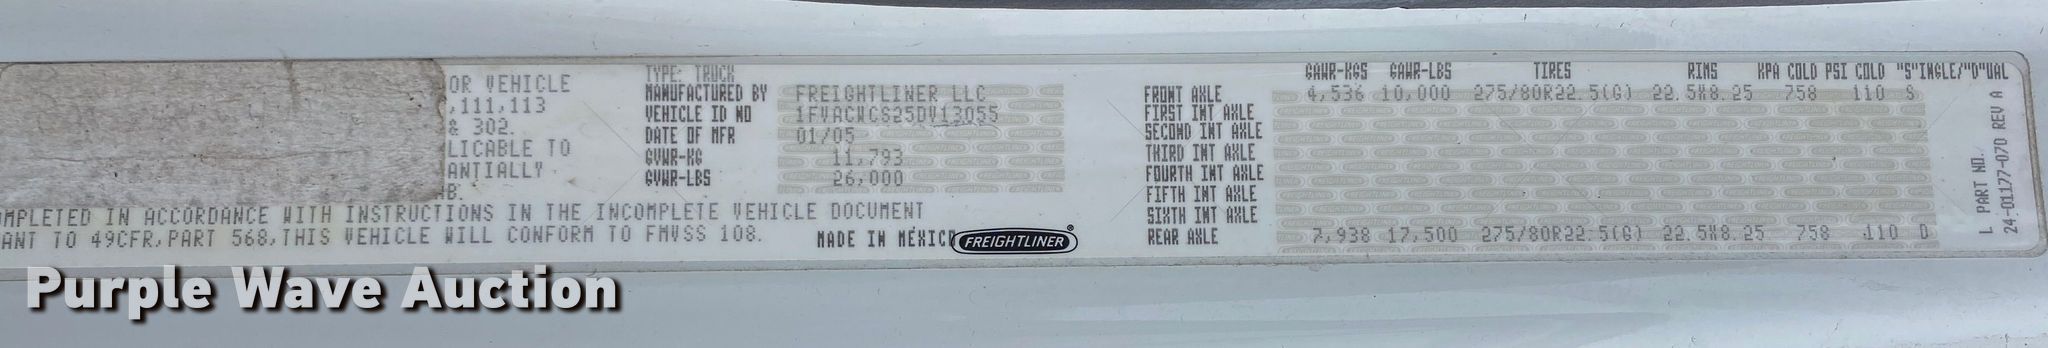 OR VEHICLE
,111,113
& 302.
LICABLE TO
ANTIALLY
AB.
OMPLETED IN ACCORDANCE WITH INSTRUCTIONS IN THE INCOMPLETE VEHICLE DOCUMENT
ANT TO 49CFR,PART 568,THIS VEHICLE WILL CONFORM TO FMVSS 108.
TYPE: TRUCK
MANUFACTURED BY FREIGHTLINER LLC
VEHICLE ID NO 1FVACWCS25DV13055
DATE OF MFR 01/05
GVWR-KG 11,793
GVWR-LBS 26,000
MADE IN MEXICO FREIGHTLINER®
GAWR-KGS GAWR-LBS TIRES RIMS KPA COLD PSI COLD "S"INGLE/"D"UAL
FRONT AXLE 4,536 10,000 275/80R22.5(G) 22.5X8.25 758 110 S
FIRST INT AXLE
SECOND INT AXLE
THIRD INT AXLE
FOURTH INT AXLE
FIFTH INT AXLE
SIXTH INT AXLE
REAR AXLE 7,938 17,500 275/80R22.5(G) 22.5X8.25 758 110 D
L PART NO.
24-01177-070 REV A
Purple Wave Auction